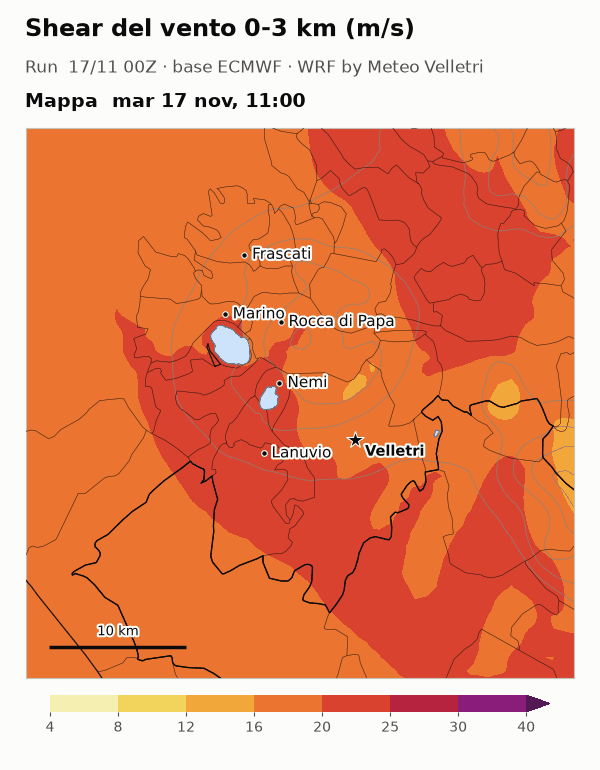 Shear del vento 0-3 km (m/s)
Run  17/11 00Z · base ECMWF · WRF by Meteo Velletri
Mappa  mar 17 nov, 11:00
Frascati
Marino
Rocca di Papa
Nemi
Velletri
Lanuvio
10 km
4 8 12 16 20 25 30 40